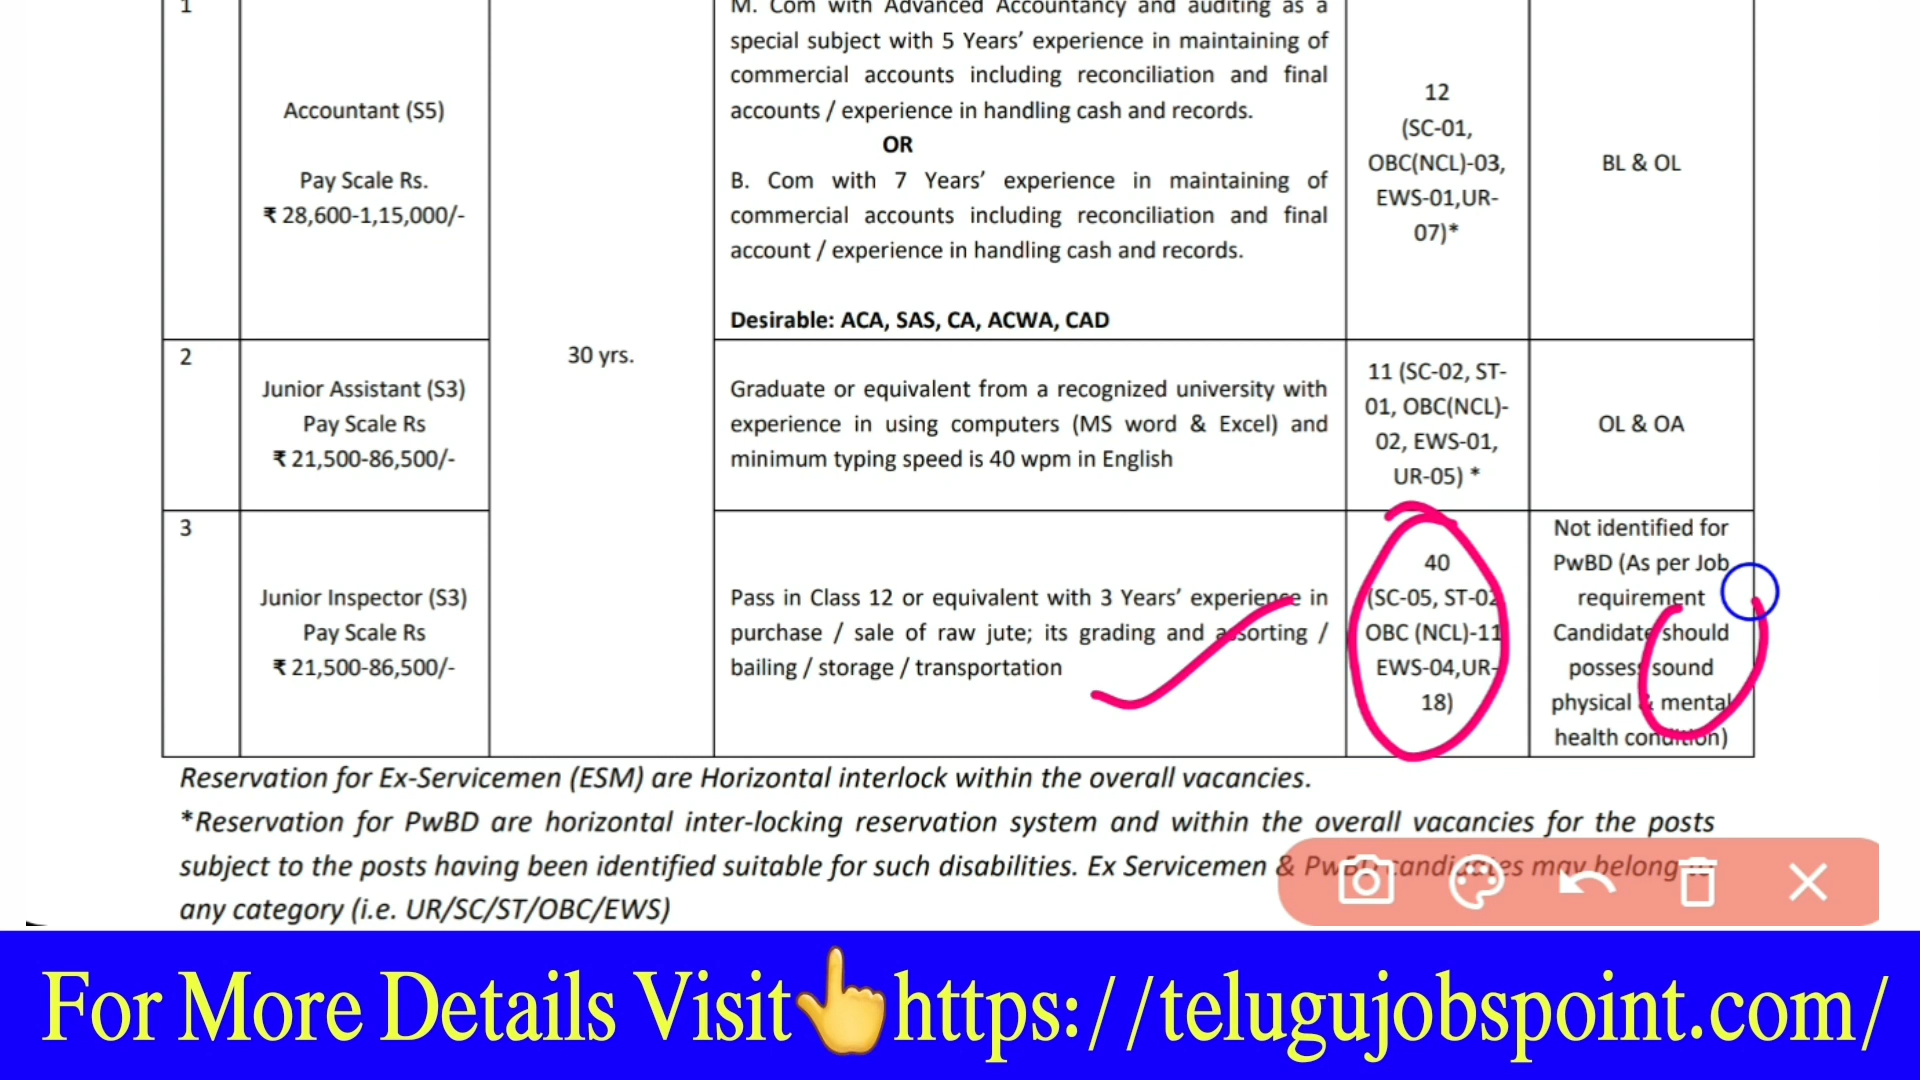 1
M. Com with Advanced Accountancy and auditing as a
special subject with 5 Years' experience in maintaining of
commercial accounts including reconciliation and final
accounts / experience in handling cash and records.
OR
B. Com with 7 Years' experience in maintaining of
commercial accounts including reconciliation and final
account / experience in handling cash and records.
Desirable: ACA, SAS, CA, ACWA, CAD
Accountant (S5)
Pay Scale Rs.
₹ 28,600-1,15,000/-
12
(SC-01,
OBC(NCL)-03,
EWS-01,UR-
07)*
BL & OL
30 yrs.
2
Junior Assistant (S3)
Pay Scale Rs
₹ 21,500-86,500/-
Graduate or equivalent from a recognized university with
experience in using computers (MS word & Excel) and
minimum typing speed is 40 wpm in English
11 (SC-02, ST-
01, OBC(NCL)-
02, EWS-01,
UR-05) *
OL & OA
3
Junior Inspector (S3)
Pay Scale Rs
₹ 21,500-86,500/-
Pass in Class 12 or equivalent with 3 Years' experience in
purchase / sale of raw jute; its grading and assorting /
bailing / storage / transportation
40
(SC-05, ST-02
OBC (NCL)-11
EWS-04,UR-
18)
Not identified for
PwBD (As per Job
requirement
Candidate should
possess sound
physical & mental
health condition)
Reservation for Ex-Servicemen (ESM) are Horizontal interlock within the overall vacancies.
*Reservation for PwBD are horizontal inter-locking reservation system and within the overall vacancies for the posts
subject to the posts having been identified suitable for such disabilities. Ex Servicemen & PwBD candidates may belong to
any category (i.e. UR/SC/ST/OBC/EWS)
For More Details Visit https://telugujobspoint.com/